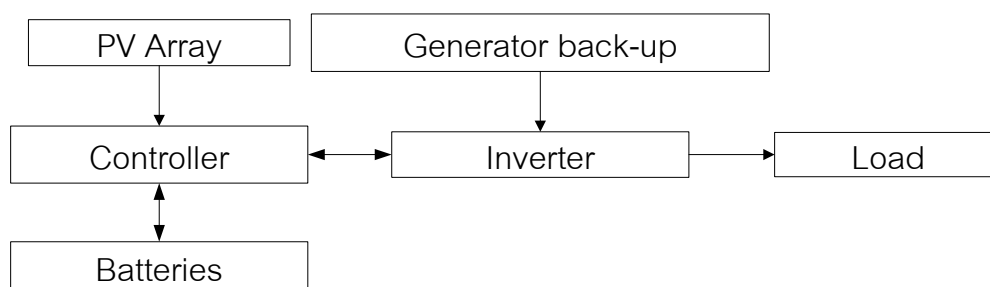 PV Array
Generator back-up
Controller
Inverter
Load
Batteries